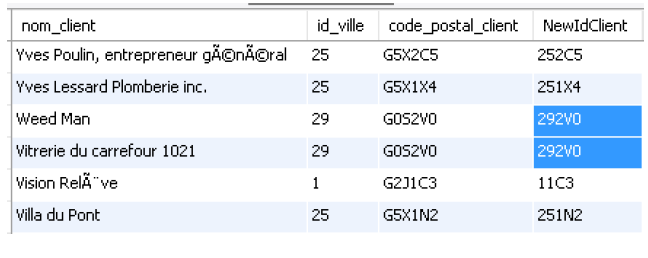 nom_client id_ville code_postal_client NewIdClient
Yves Poulin, entrepreneur gÃ©nÃ©ral 25 G5X2C5 252C5
Yves Lessard Plomberie inc. 25 G5X1X4 251X4
Weed Man 29 G0S2V0 292V0
Vitrerie du carrefour 1021 29 G0S2V0 292V0
Vision RelÃ¨ve 1 G2J1C3 11C3
Villa du Pont 25 G5X1N2 251N2